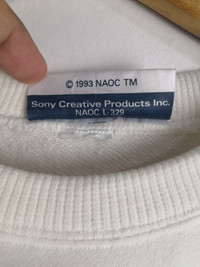 © 1993 NAOC TM
Sony Creative Products Inc.
NAOC L-329